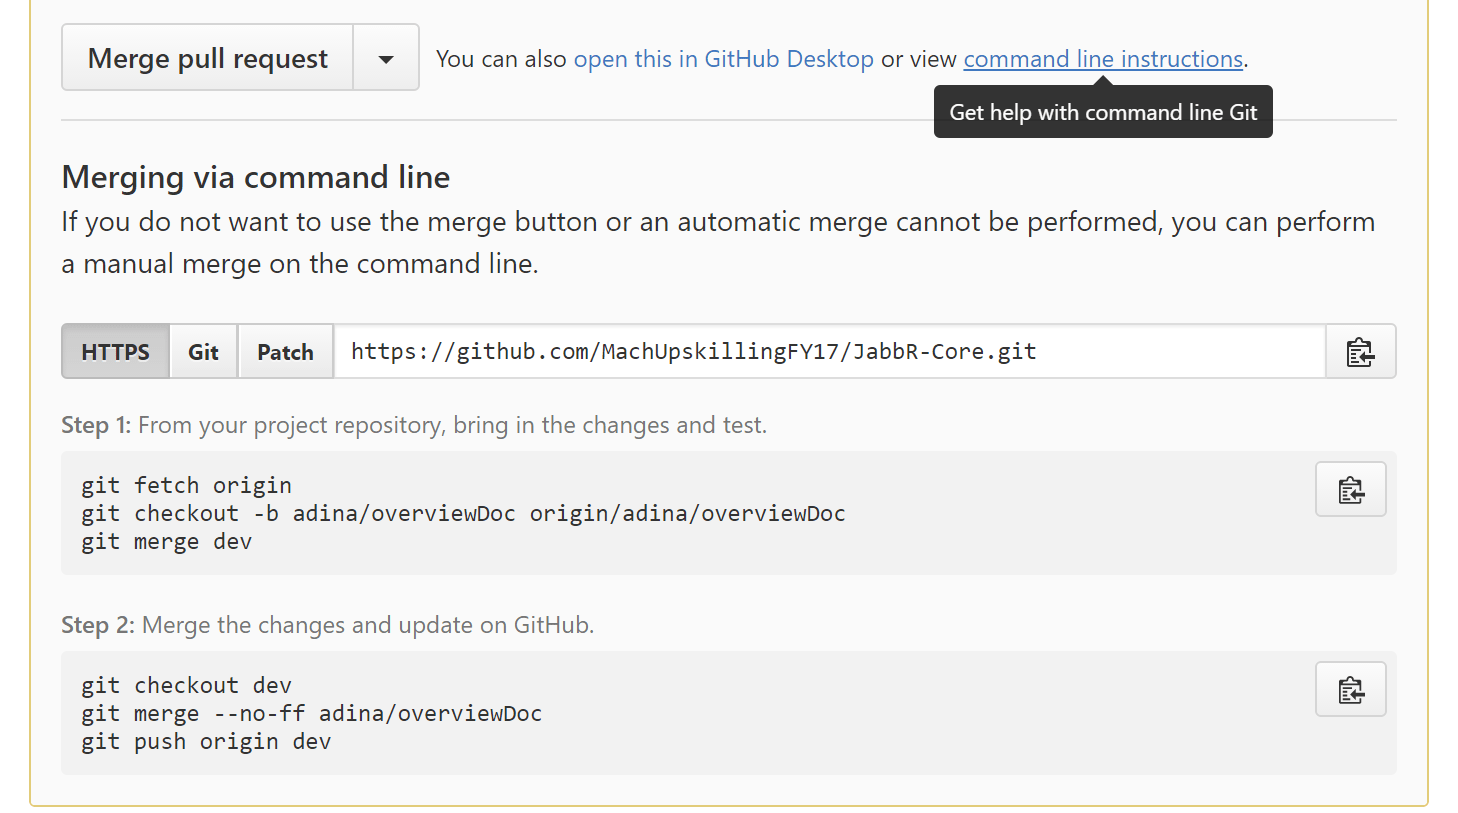 Merge pull request
You can also open this in GitHub Desktop or view command line instructions.
Get help with command line Git
Merging via command line
If you do not want to use the merge button or an automatic merge cannot be performed, you can perform
a manual merge on the command line.
HTTPS Git Patch https://github.com/MachUpskillingFY17/JabbR-Core.git
Step 1: From your project repository, bring in the changes and test.
git fetch origin
git checkout -b adina/overviewDoc origin/adina/overviewDoc
git merge dev
Step 2: Merge the changes and update on GitHub.
git checkout dev
git merge --no-ff adina/overviewDoc
git push origin dev